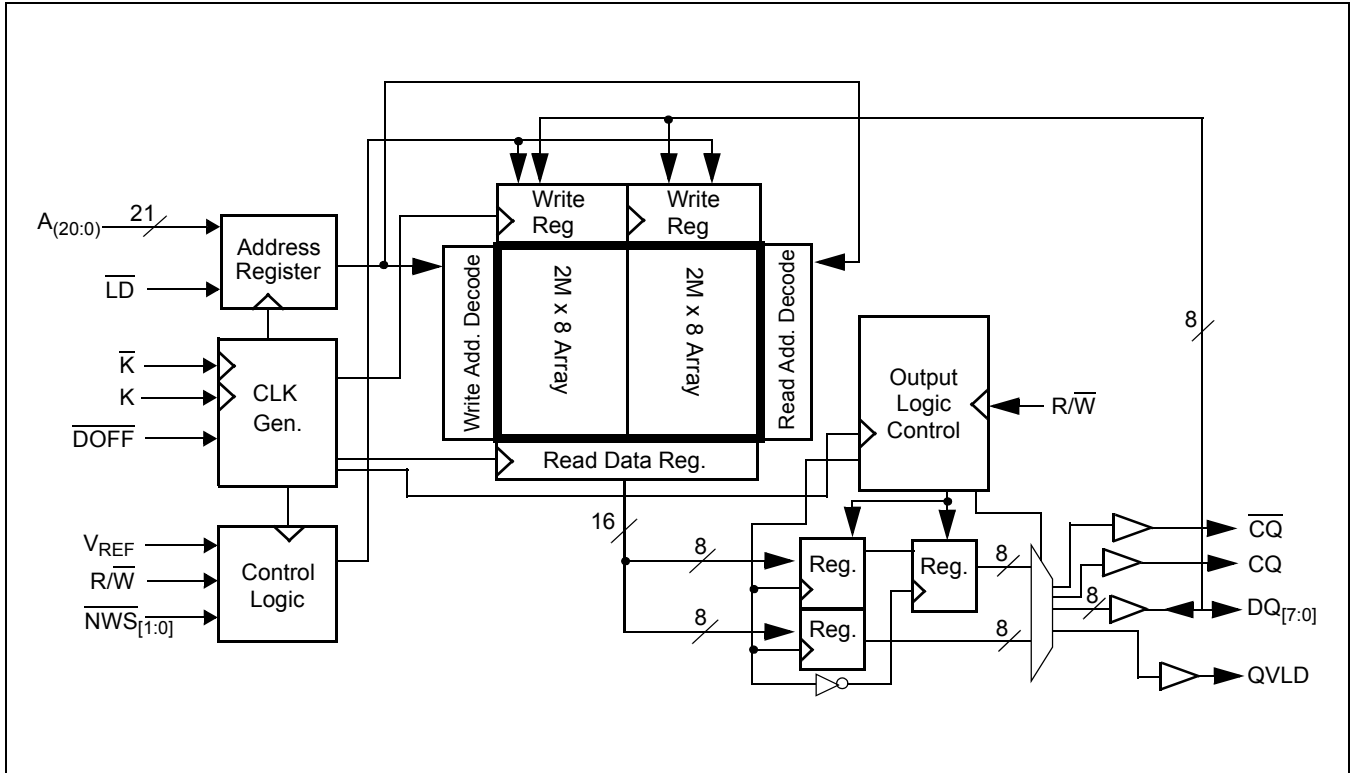 A(20:0)
21
LD
Address
Register
K
K
DOFF
CLK
Gen.
VREF
R/W
NWS[1:0]
Control
Logic
Write
Reg
Write
Reg
Write Add. Decode
2M x 8 Array
2M x 8 Array
Read Add. Decode
Read Data Reg.
16
8
8
Output
Logic
Control
R/W
8
Reg.
Reg.
Reg.
8
8
8
CQ
CQ
DQ[7:0]
QVLD